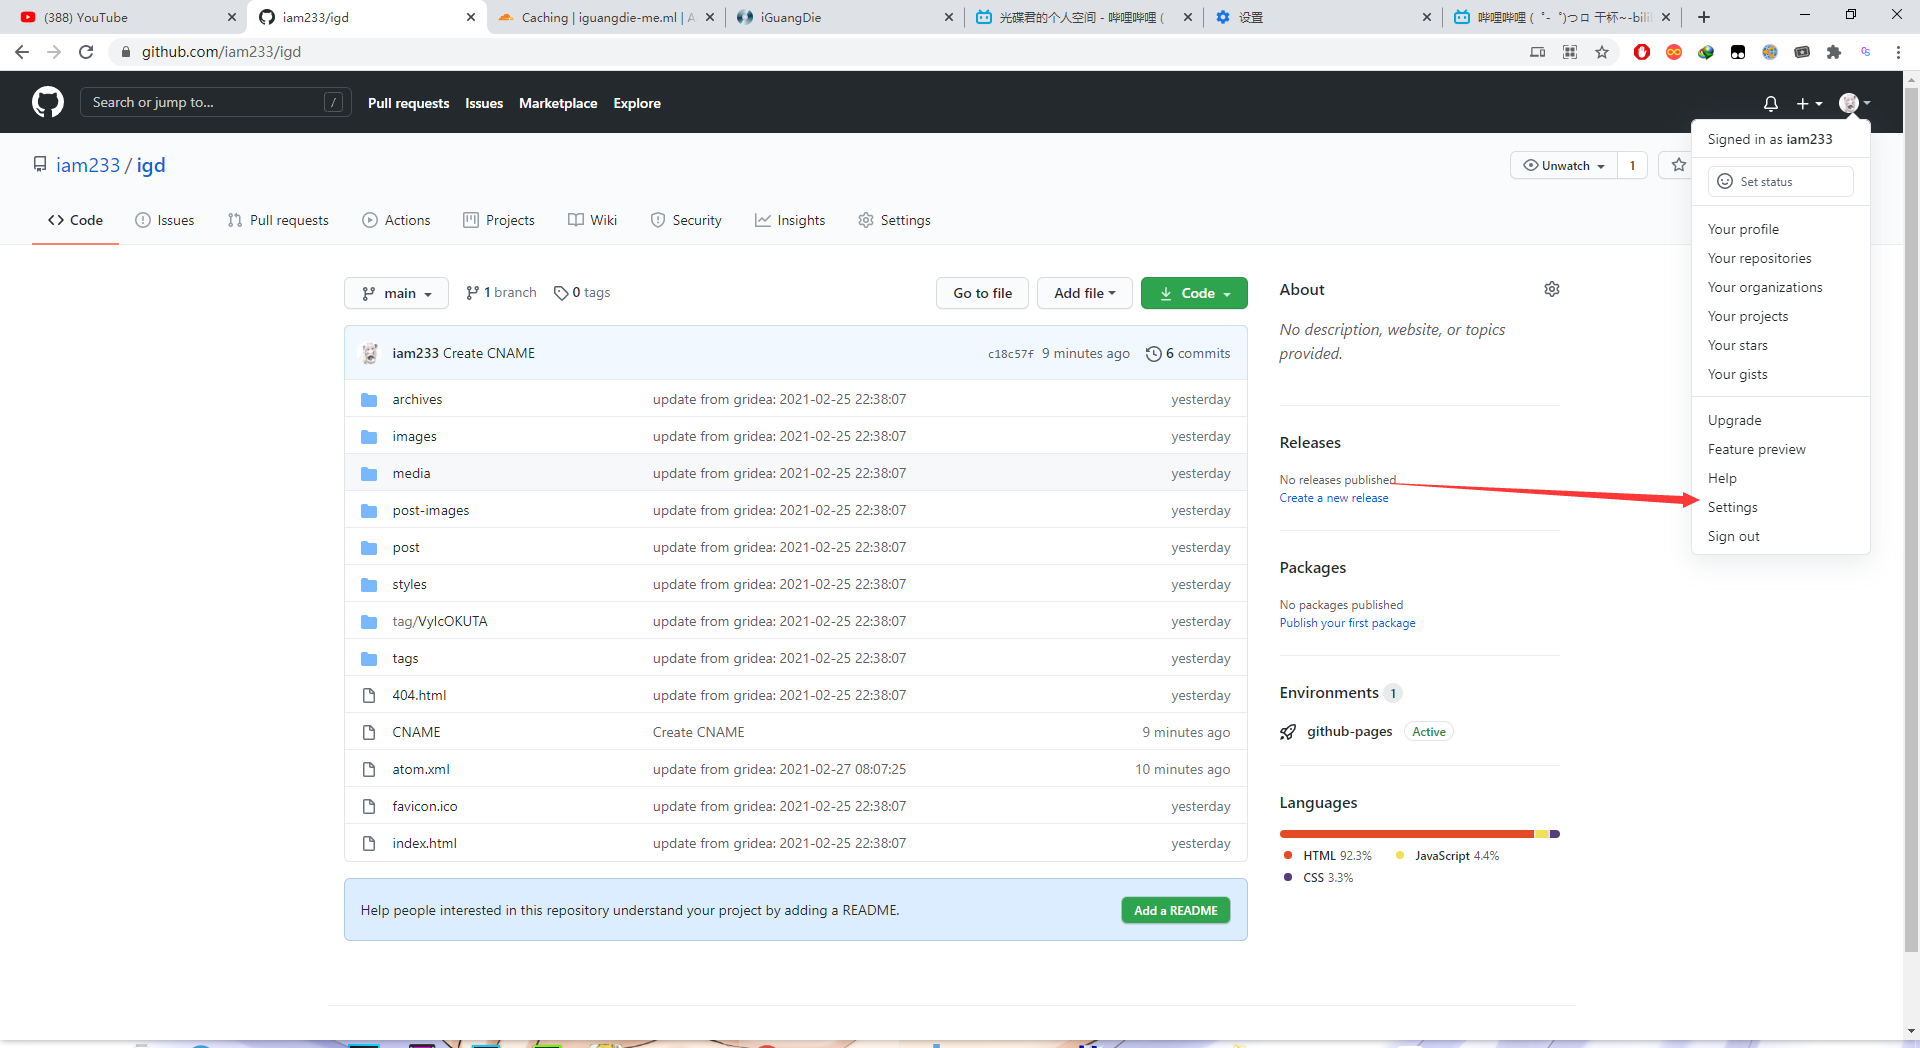 (388) YouTube
iam233/igd
Caching | iguangdie-me.ml | A
iGuangDie
光碟君的个人空间 - 哔哩哔哩 (
设置
哔哩哔哩 (゜-゜)つロ 干杯~-bili
github.com/iam233/igd
Search or jump to...
/
Pull requests
Issues
Marketplace
Explore
iam233 / igd
Unwatch
1
Code
Issues
Pull requests
Actions
Projects
Wiki
Security
Insights
Settings
Signed in as iam233
Set status
Your profile
Your repositories
Your organizations
Your projects
Your stars
Your gists
Upgrade
Feature preview
Help
Settings
Sign out
main
1 branch
0 tags
Go to file
Add file
Code
iam233 Create CNAME
c18c57f 9 minutes ago
6 commits
archives
update from gridea: 2021-02-25 22:38:07
yesterday
images
update from gridea: 2021-02-25 22:38:07
yesterday
media
update from gridea: 2021-02-25 22:38:07
yesterday
post-images
update from gridea: 2021-02-25 22:38:07
yesterday
post
update from gridea: 2021-02-25 22:38:07
yesterday
styles
update from gridea: 2021-02-25 22:38:07
yesterday
tag/VyIcOKUTA
update from gridea: 2021-02-25 22:38:07
yesterday
tags
update from gridea: 2021-02-25 22:38:07
yesterday
404.html
update from gridea: 2021-02-25 22:38:07
yesterday
CNAME
Create CNAME
9 minutes ago
atom.xml
update from gridea: 2021-02-27 08:07:25
10 minutes ago
favicon.ico
update from gridea: 2021-02-25 22:38:07
yesterday
index.html
update from gridea: 2021-02-25 22:38:07
yesterday
Help people interested in this repository understand your project by adding a README.
Add a README
About
No description, website, or topics
provided.
Releases
No releases published
Create a new release
Packages
No packages published
Publish your first package
Environments 1
github-pages
Active
Languages
HTML 92.3%
JavaScript 4.4%
CSS 3.3%